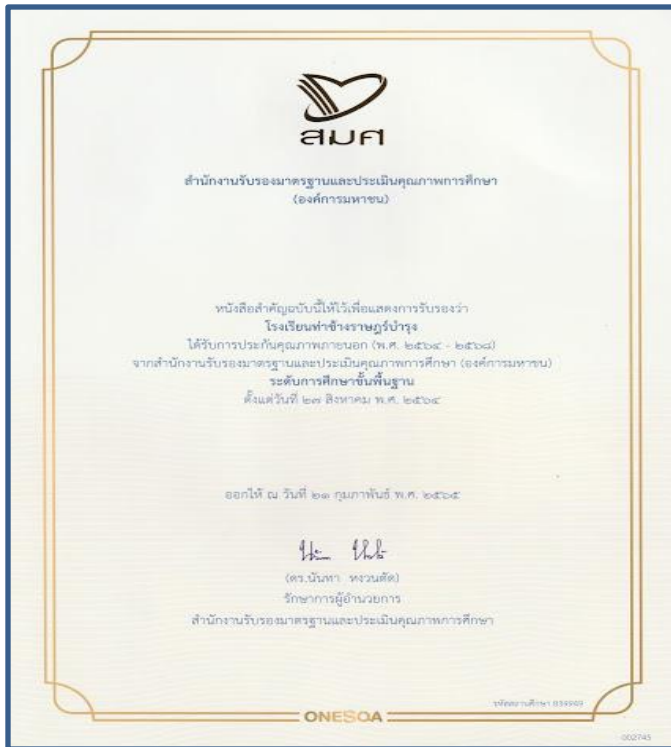 สมศ
สำนักงานรับรองมาตรฐานและประเมินคุณภาพการศึกษา
(องค์การมหาชน)
หนังสือสำคัญฉบับนี้ให้ไว้เพื่อแสดงการรับรองว่า
โรงเรียนท่าช้างราษฎร์บำรุง
ได้รับการประกันคุณภาพภายนอก (พ.ศ. ๒๕๖๔ - ๒๕๖๘)
จากสำนักงานรับรองมาตรฐานและประเมินคุณภาพการศึกษา (องค์การมหาชน)
ระดับการศึกษาขั้นพื้นฐาน
ตั้งแต่วันที่ ๒๗ สิงหาคม พ.ศ. ๒๕๖๔
ออกให้ ณ วันที่ ๒๑ กุมภาพันธ์ พ.ศ. ๒๕๖๕
(ดร.นันทา หงวนตัด)
รักษาการผู้อำนวยการ
สำนักงานรับรองมาตรฐานและประเมินคุณภาพการศึกษา
รหัสสถานศึกษา
ONESQA
002745